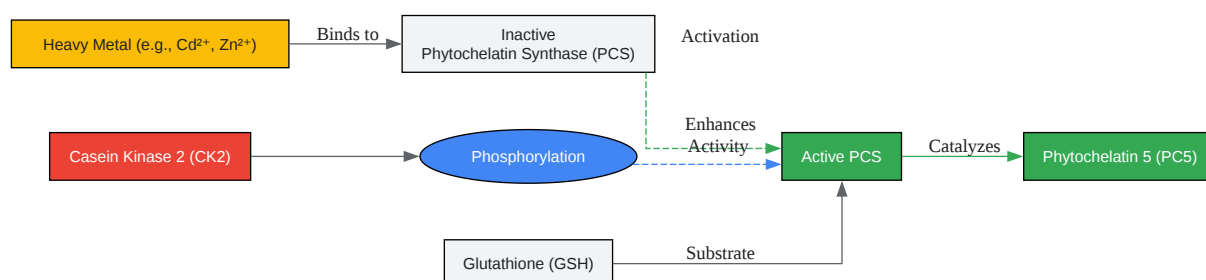 Heavy Metal (e.g., Cd²⁺, Zn²⁺)
Binds to
Inactive
Phytochelatin Synthase (PCS)
Activation
Casein Kinase 2 (CK2)
Phosphorylation
Enhances
Activity
Active PCS
Catalyzes
Phytochelatin 5 (PC5)
Glutathione (GSH)
Substrate